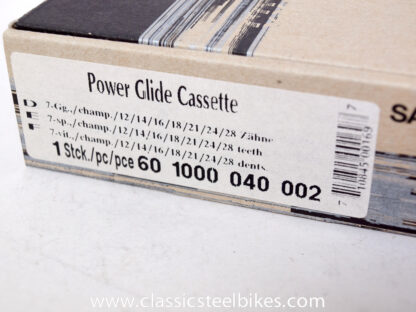 Power Glide Cassette
D 7-Gg../champ./12/14/16/18/21/24/28 Zähne
E 7-sp../champ./12/14/16/18/21/24/28 teeth
F 7-vit../champ./12/14/16/18/21/24/28 dents
1 Stck./pc/pce 60 1000 040 002
SA
www.classicsteelbikes.com